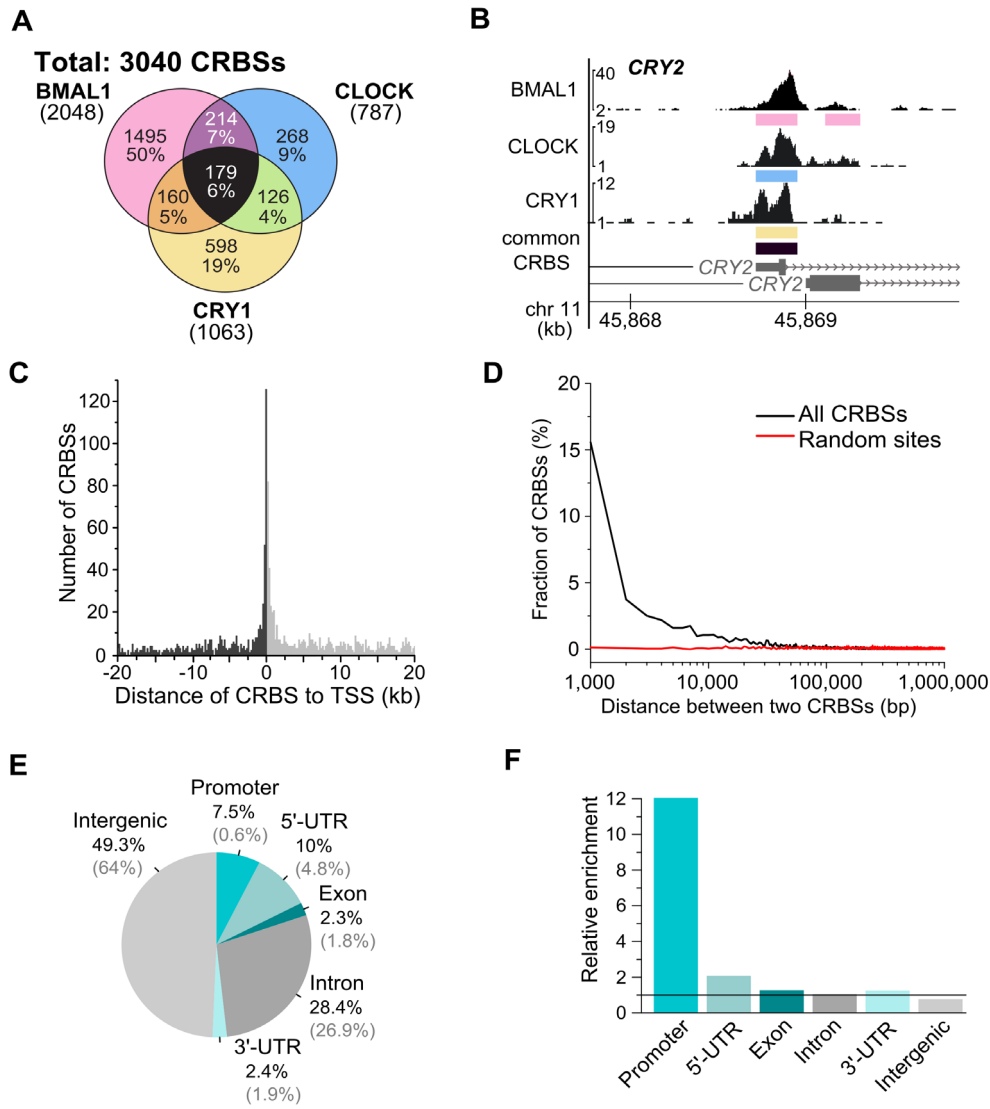 A
Total: 3040 CRBSs
BMAL1
(2048)
CLOCK
(787)
1495
50%
214
7%
268
9%
179
6%
160
5%
126
4%
598
19%
CRY1
(1063)
B
CRY2
BMAL1
40
2
CLOCK
19
1
CRY1
12
1
common
CRBS
CRY2
CRY2
chr 11
(kb)
45,868
45,869
C
Number of CRBSs
120
100
80
60
40
20
0
-20
-10
0
10
20
Distance of CRBS to TSS (kb)
D
Fraction of CRBSs (%)
20
15
10
5
0
All CRBSs
Random sites
1,000
10,000
100,000
1,000,000
Distance between two CRBSs (bp)
E
Promoter
7.5%
(0.6%)
5'-UTR
10%
(4.8%)
Exon
2.3%
(1.8%)
Intron
28.4%
(26.9%)
3'-UTR
2.4%
(1.9%)
Intergenic
49.3%
(64%)
F
Relative enrichment
12
10
8
6
4
2
0
Promoter
5'-UTR
Exon
Intron
3'-UTR
Intergenic